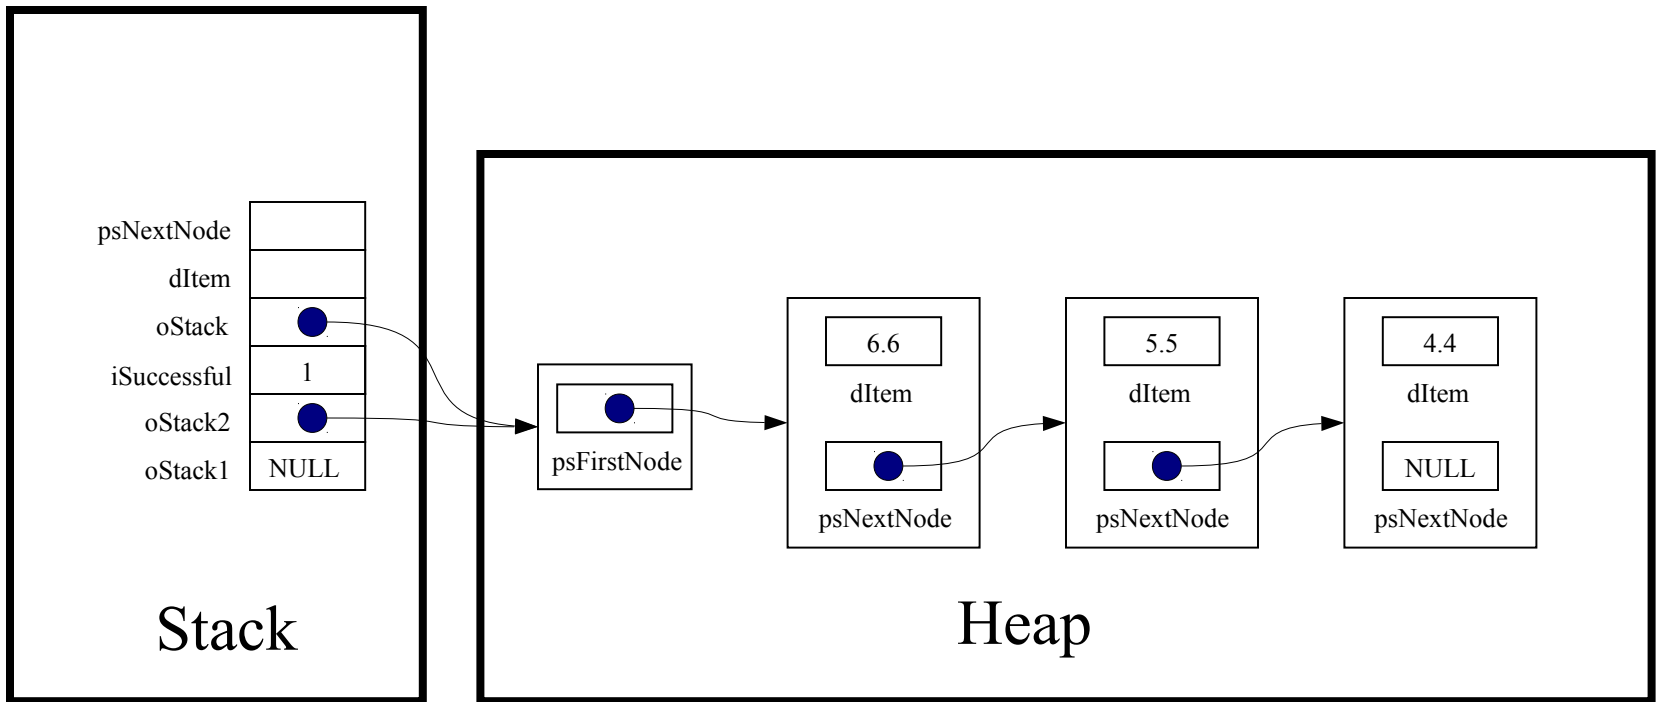 psNextNode
dItem
oStack
iSuccessful 1
oStack2
oStack1 NULL
Stack
psFirstNode
6.6
dItem
psNextNode
5.5
dItem
psNextNode
4.4
dItem
NULL
psNextNode
Heap